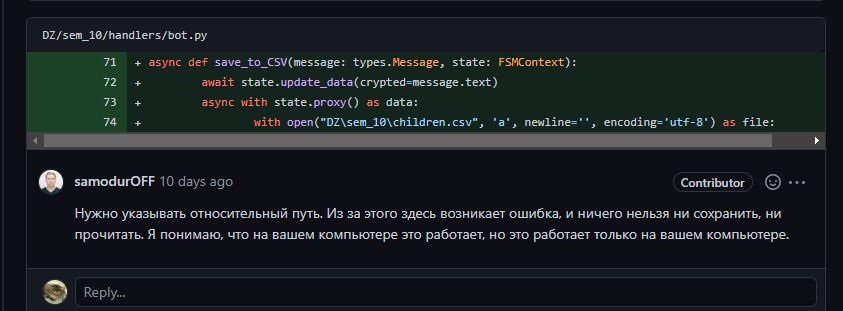 DZ/sem_10/handlers/bot.py
71 + async def save_to_CSV(message: types.Message, state: FSMContext):
72 + await state.update_data(crypted=message.text)
73 + async with state.proxy() as data:
74 + with open("DZ\sem_10\children.csv", 'a', newline='', encoding='utf-8') as file:
samodurOFF 10 days ago Contributor
Нужно указывать относительный путь. Из за этого здесь возникает ошибка, и ничего нельзя ни сохранить, ни
прочитать. Я понимаю, что на вашем компьютере это работает, но это работает только на вашем компьютере.
Reply...